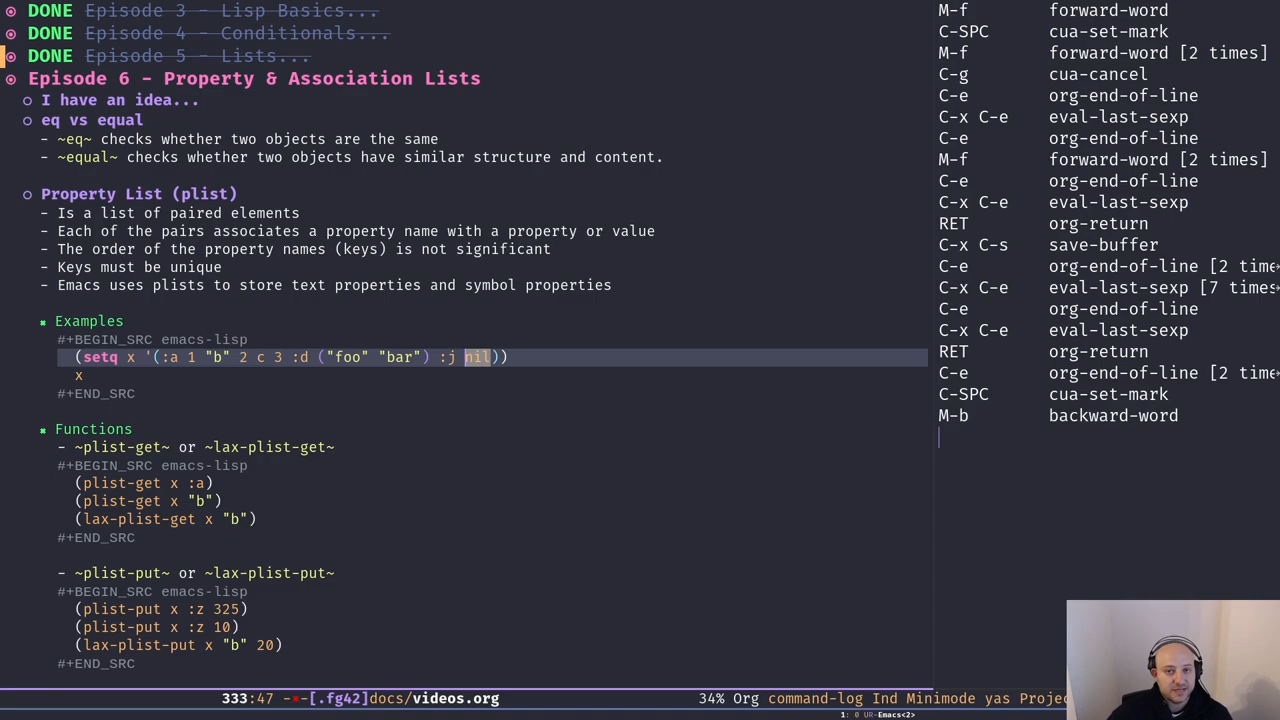 DONE Episode 3 - Lisp Basics...
DONE Episode 4 - Conditionals...
DONE Episode 5 - Lists...
Episode 6 - Property & Association Lists
I have an idea...
eq vs equal
- ~eq~ checks whether two objects are the same
- ~equal~ checks whether two objects have similar structure and content.
Property List (plist)
- Is a list of paired elements
- Each of the pairs associates a property name with a property or value
- The order of the property names (keys) is not significant
- Keys must be unique
- Emacs uses plists to store text properties and symbol properties
Examples
#+BEGIN_SRC emacs-lisp
(setq x '(:a 1 "b" 2 c 3 :d ("foo" "bar") :j nil))
x
#+END_SRC
Functions
- ~plist-get~ or ~lax-plist-get~
#+BEGIN_SRC emacs-lisp
(plist-get x :a)
(plist-get x "b")
(lax-plist-get x "b")
#+END_SRC
- ~plist-put~ or ~lax-plist-put~
#+BEGIN_SRC emacs-lisp
(plist-put x :z 325)
(plist-put x :z 10)
(lax-plist-put x "b" 20)
#+END_SRC
333:47 -*-[.fg42]docs/videos.org 34% Org command-log Ind Minimode yas Projec
1: 0 UR-Emacs<2>
M-f forward-word
C-SPC cua-set-mark
M-f forward-word [2 times]
C-g cua-cancel
C-e org-end-of-line
C-x C-e eval-last-sexp
C-e org-end-of-line
M-f forward-word [2 times]
C-e org-end-of-line
C-x C-e eval-last-sexp
RET org-return
C-x C-s save-buffer
C-e org-end-of-line [2 time
C-x C-e eval-last-sexp [7 times
C-e org-end-of-line
C-x C-e eval-last-sexp
RET org-return
C-e org-end-of-line [2 time
C-SPC cua-set-mark
M-b backward-word